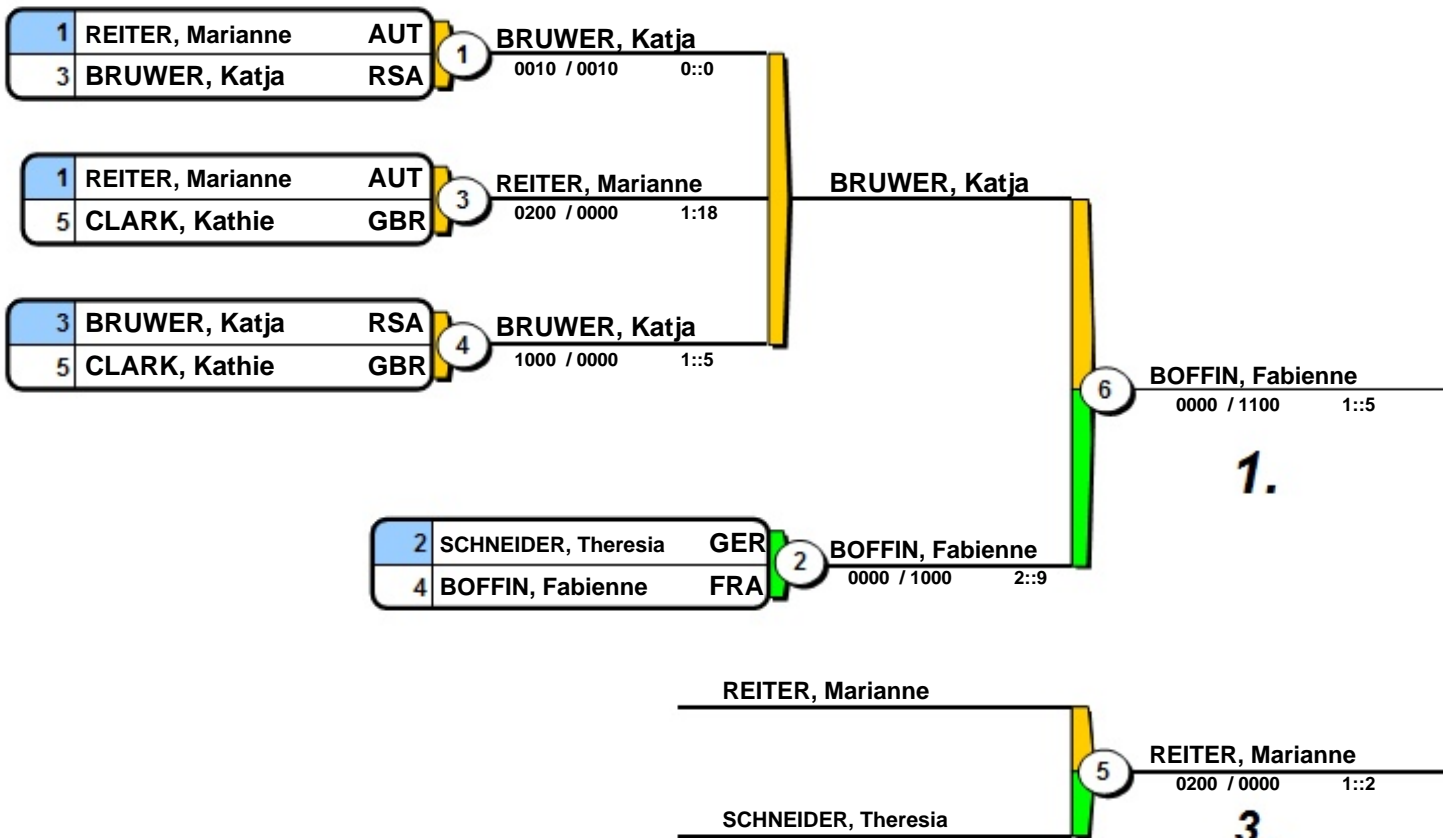 1 REITER, Marianne AUT
3 BRUWER, Katja RSA
1
BRUWER, Katja
0010 / 0010 0::0
1 REITER, Marianne AUT
5 CLARK, Kathie GBR
3
REITER, Marianne
0200 / 0000 1:18
BRUWER, Katja
3 BRUWER, Katja RSA
5 CLARK, Kathie GBR
4
BRUWER, Katja
1000 / 0000 1::5
6
BOFFIN, Fabienne
0000 / 1100 1::5
1.
2 SCHNEIDER, Theresia GER
4 BOFFIN, Fabienne FRA
2
BOFFIN, Fabienne
0000 / 1000 2::9
REITER, Marianne
5
REITER, Marianne
0200 / 0000 1::2
SCHNEIDER, Theresia
3